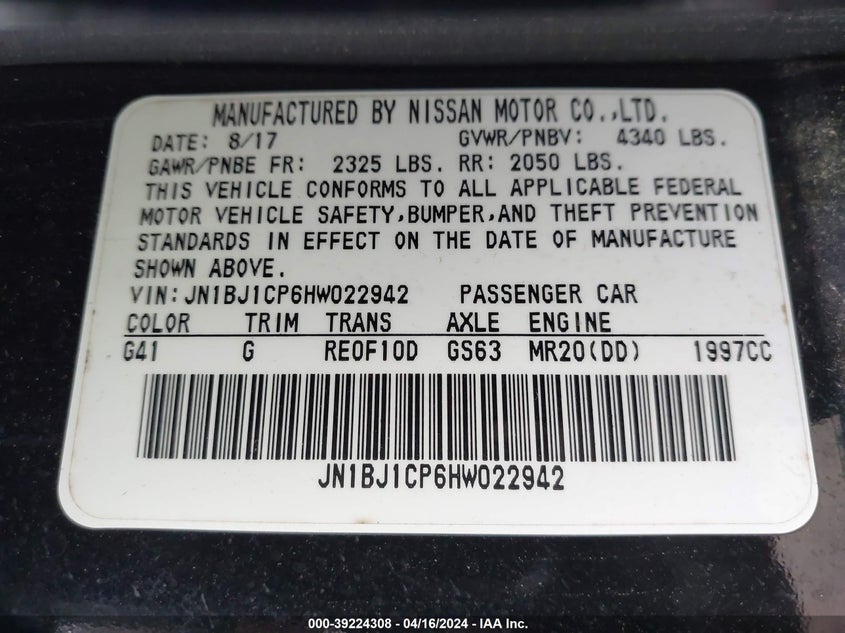 MANUFACTURED BY NISSAN MOTOR CO.,LTD.
DATE: 8/17 GVWR/PNBV: 4340 LBS.
GAWR/PNBE FR: 2325 LBS. RR: 2050 LBS.
THIS VEHICLE CONFORMS TO ALL APPLICABLE FEDERAL
MOTOR VEHICLE SAFETY,BUMPER,AND THEFT PREVENTION
STANDARDS IN EFFECT ON THE DATE OF MANUFACTURE
SHOWN ABOVE.
VIN:JN1BJ1CP6HW022942 PASSENGER CAR
COLOR TRIM TRANS AXLE ENGINE
G41 G RE0F10D GS63 MR20(DD) 1997CC
JN1BJ1CP6HW022942
000-39224308 - 04/16/2024 - IAA Inc.